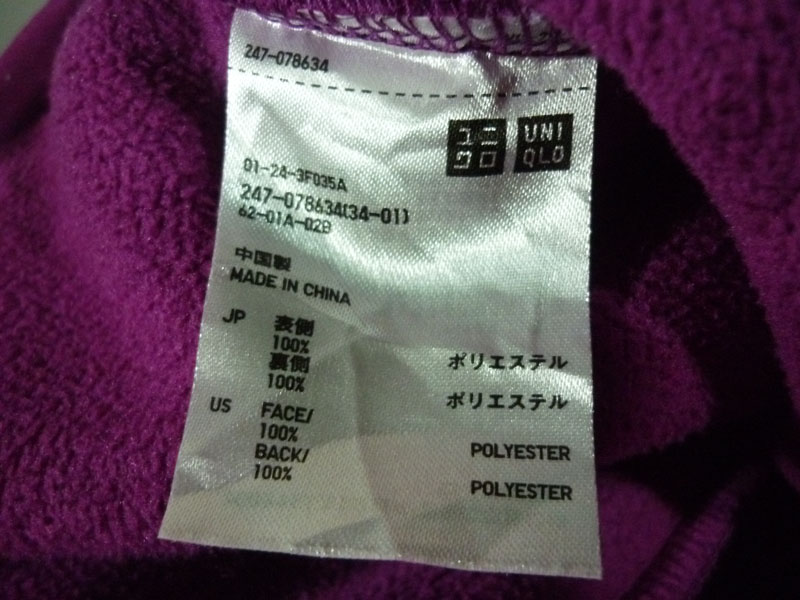 247-078634
ユニ
クロ
UNI
QLO
01-24-3F035A
247-078634(34-01)
62-01A-02B
中国製
MADE IN CHINA
JP 表側
100% ポリエステル
裏側
100% ポリエステル
US FACE/
100% POLYESTER
BACK/
100% POLYESTER